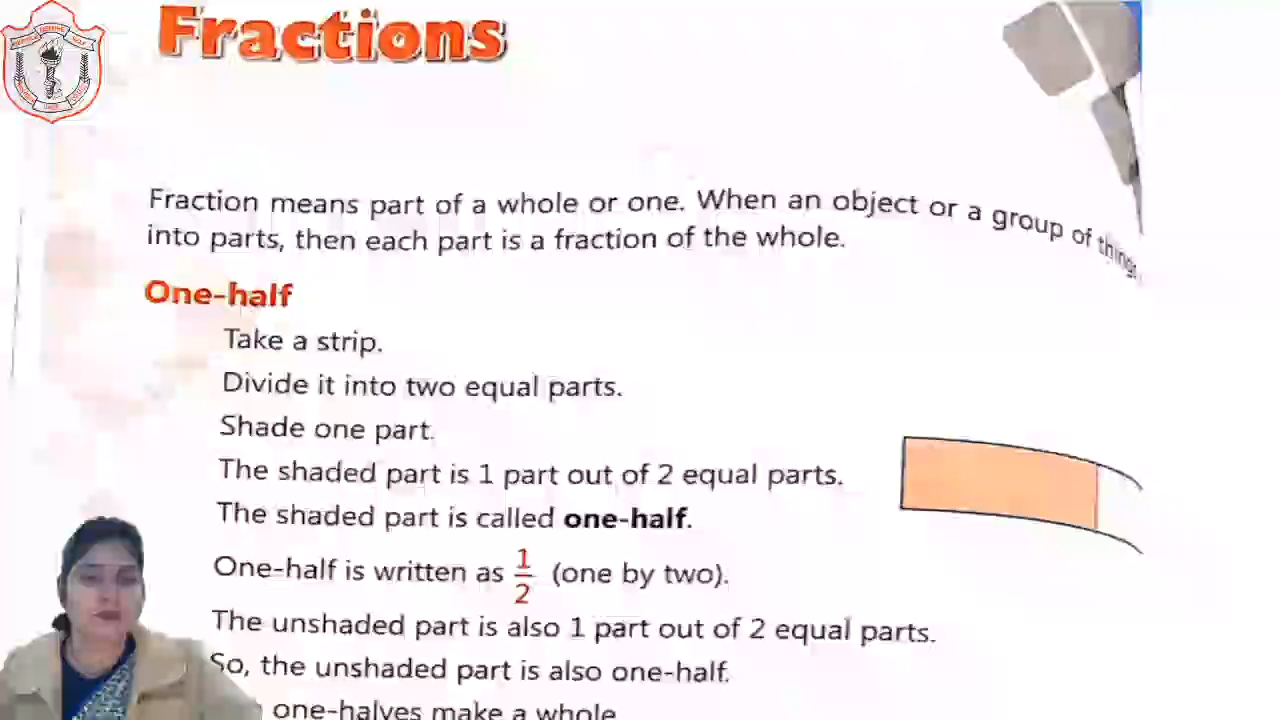 Fractions
Fraction means part of a whole or one. When an object or a group of things
into parts, then each part is a fraction of the whole.
One-half
Take a strip.
Divide it into two equal parts.
Shade one part.
The shaded part is 1 part out of 2 equal parts.
The shaded part is called one-half.
One-half is written as 1/2 (one by two).
The unshaded part is also 1 part out of 2 equal parts.
So, the unshaded part is also one-half.
one-halves make a whole